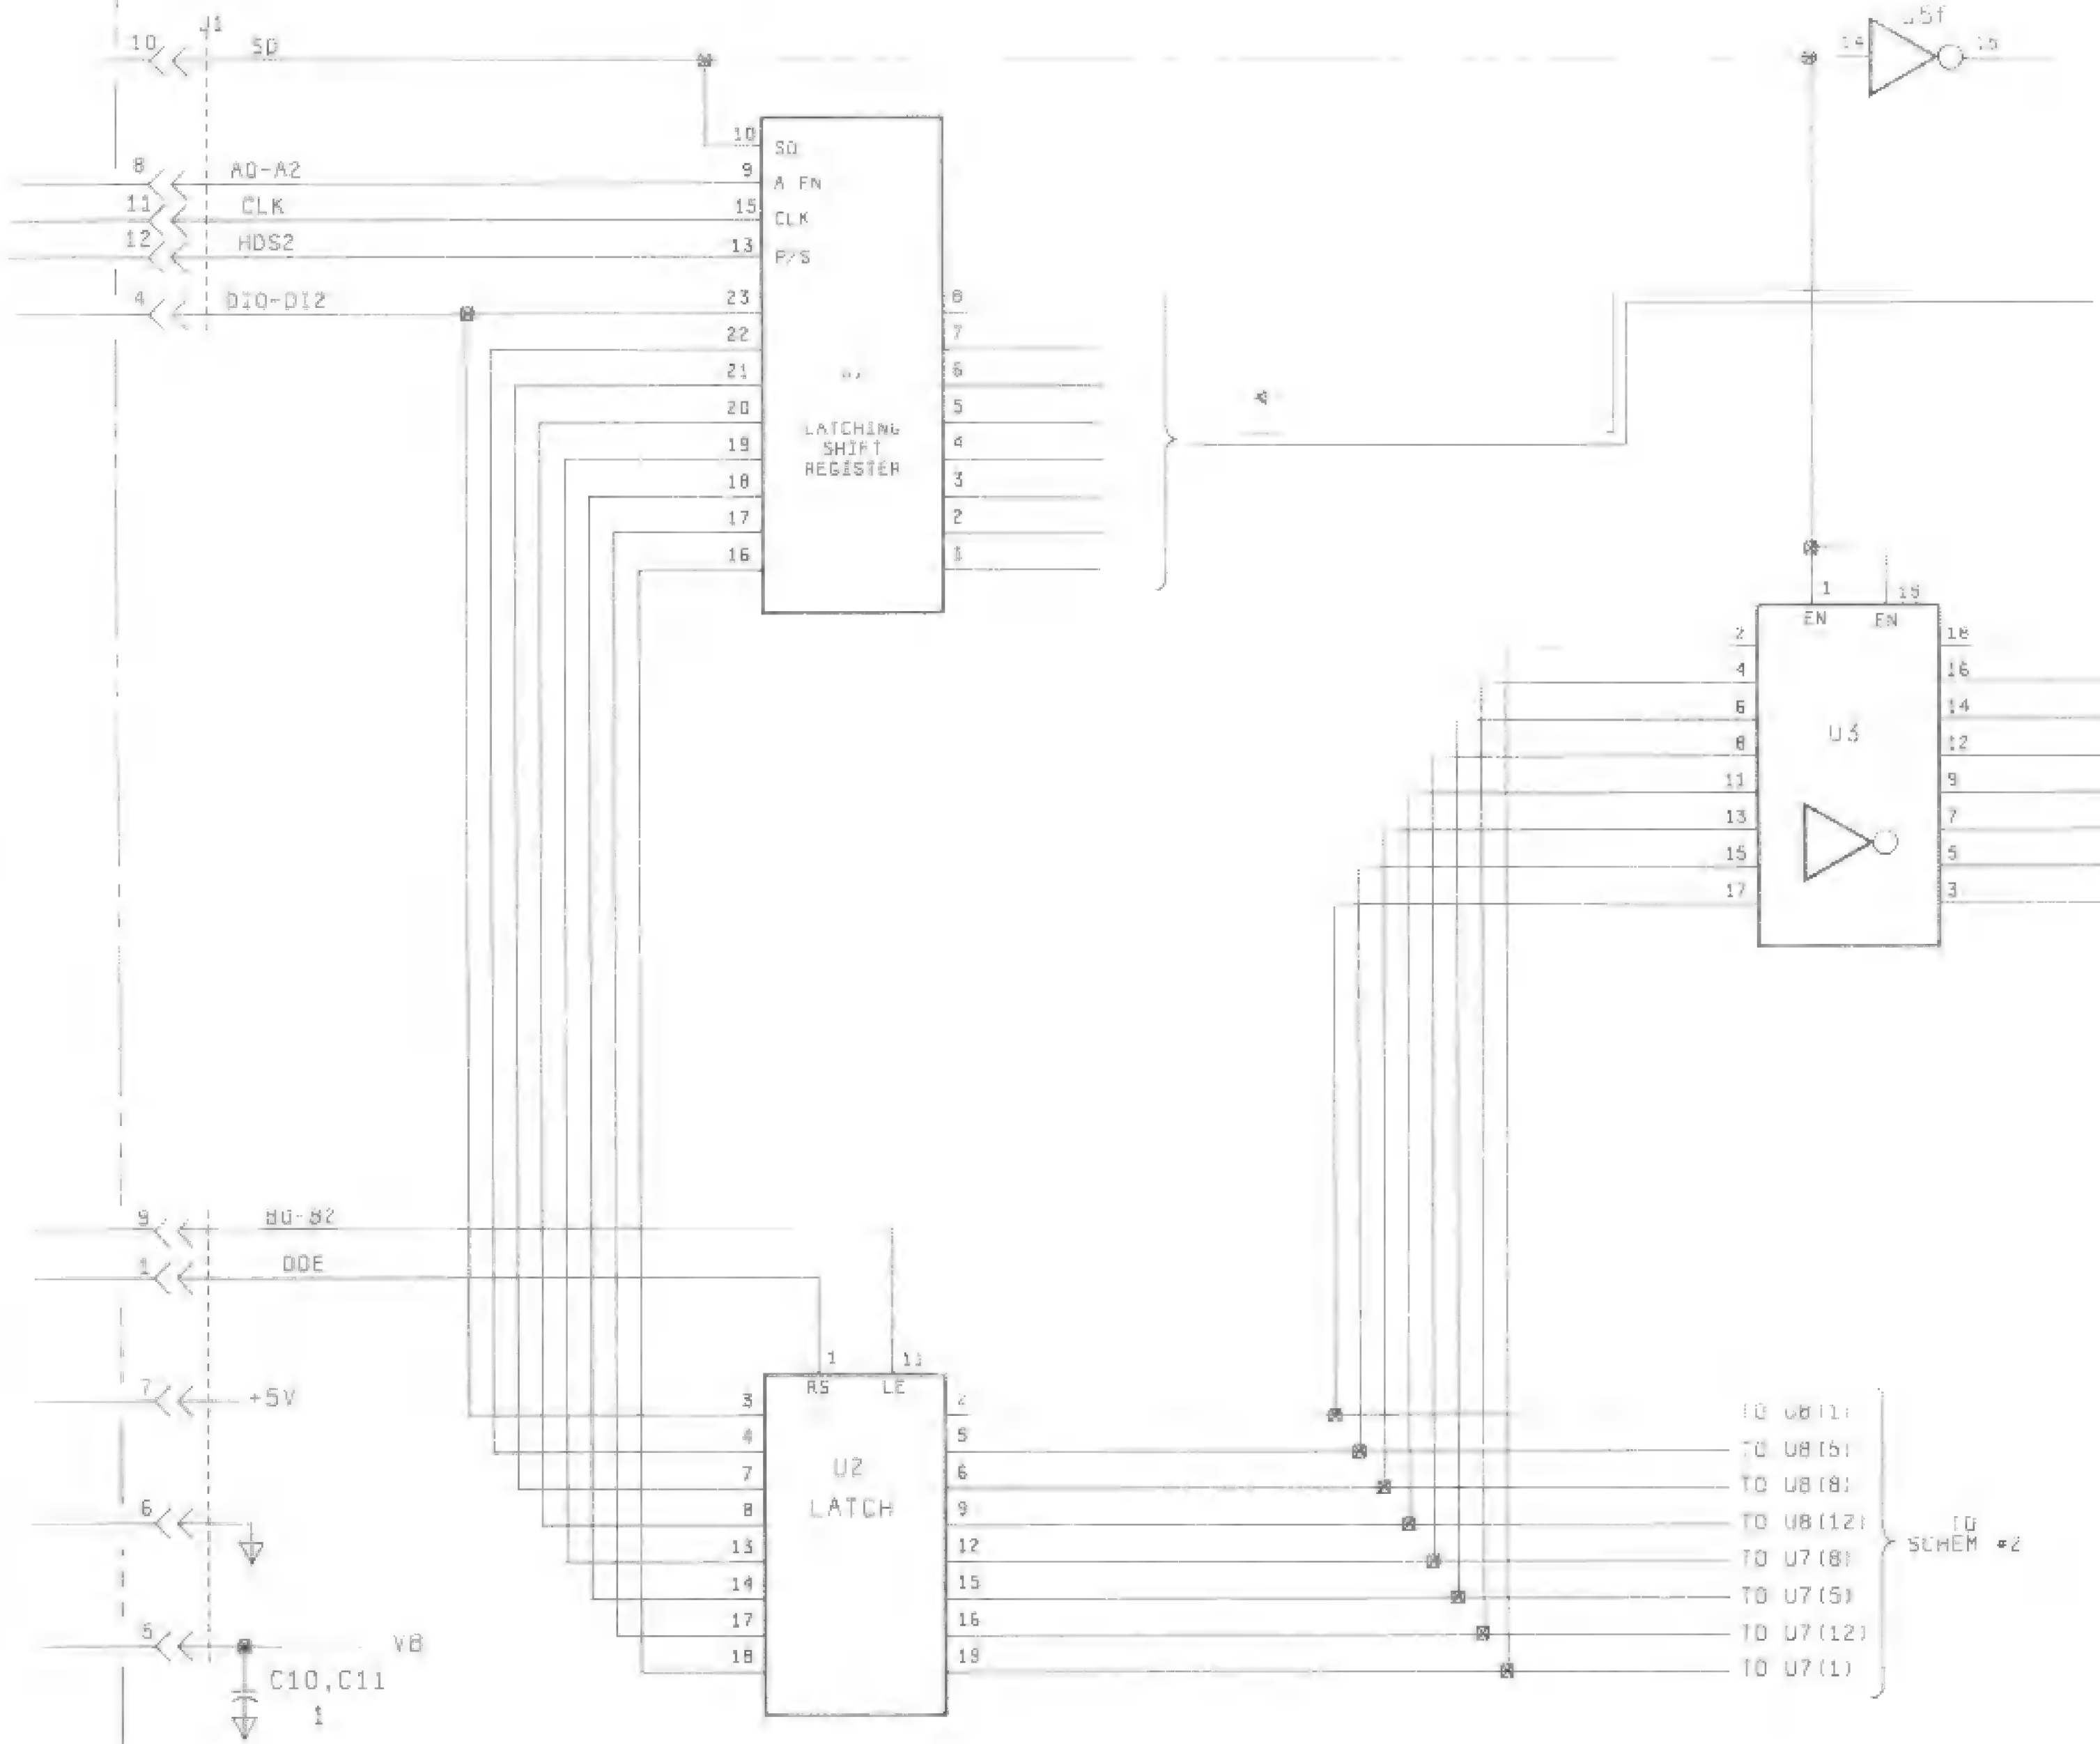 J1
10 SD
U5f
14 15
8 A0-A2
11 CLK
12 HDS2
4 DI0-DI2
10 SD
9 A EN
15 CLK
13 P/S
23 8
22 7
21 6
20 5
19 4
18 3
17 2
16 1
LATCHING
SHIFT
REGISTER
1 19
EN EN
2 18
4 16
6 14
8 12
11 9
13 7
15 5
17 3
U3
9 B0-B2
1 DOE
7 +5V
6
5 VB
C10,C11
1
1 11
RS LE
3 2
4 5
7 6
8 9
13 12
14 15
17 16
18 19
U2
LATCH
TO U8(1)
TO U8(5)
TO U8(8)
TO U8(12)
TO U7(8)
TO U7(5)
TO U7(12)
TO U7(1)
TO
SCHEM #2